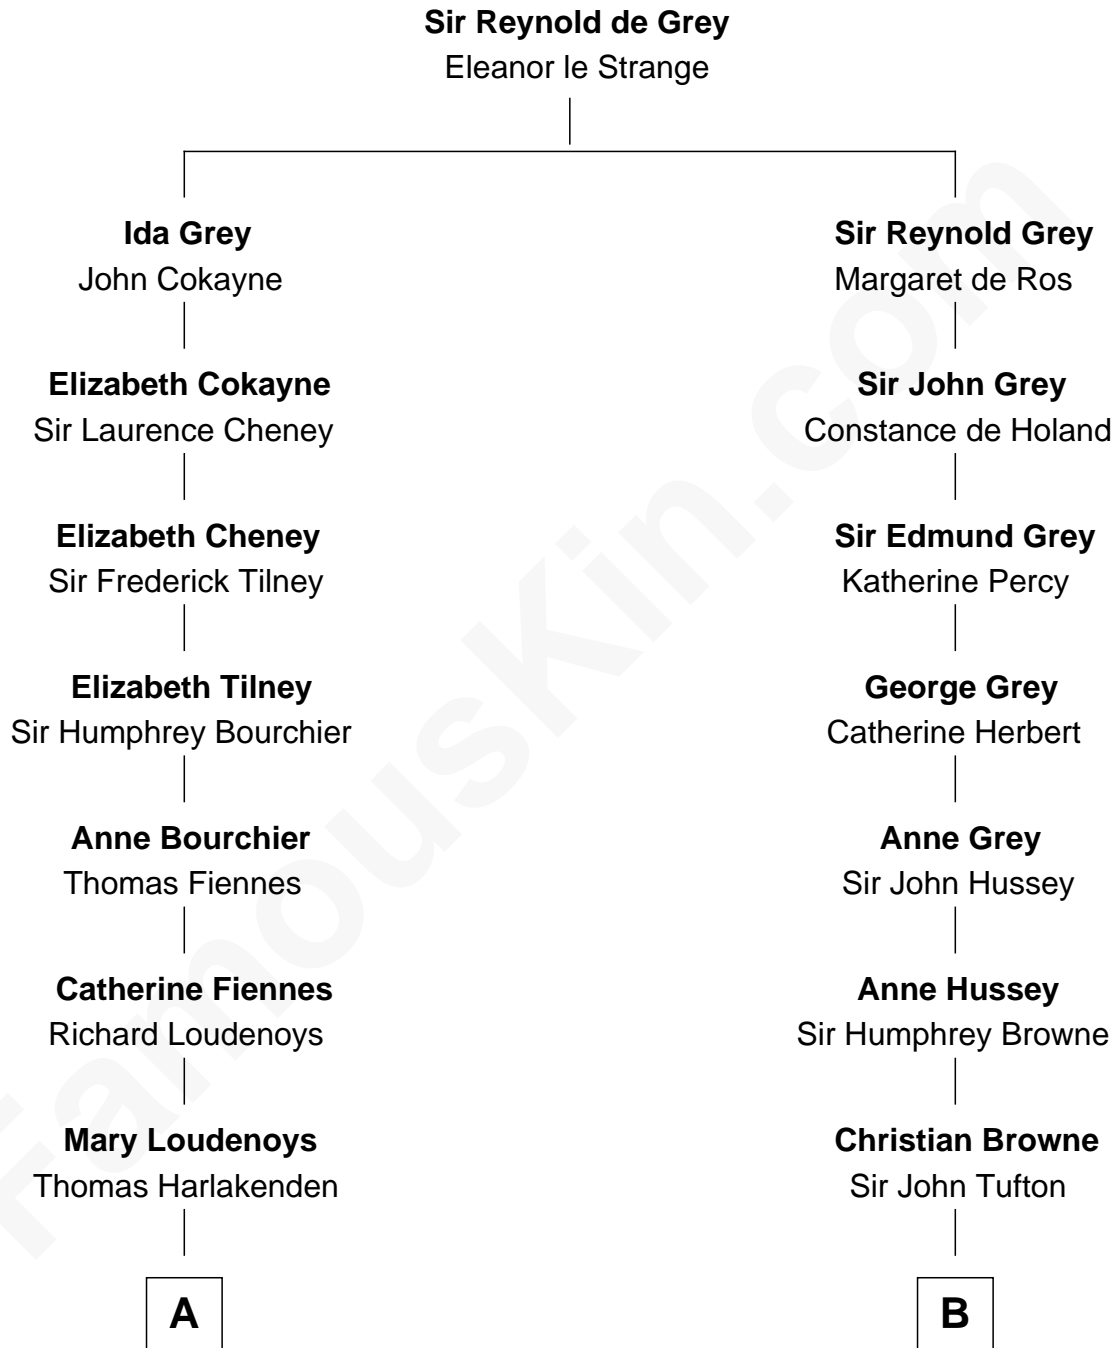 Sir Reynold de Grey
Eleanor le Strange
Ida Grey
John Cokayne
Elizabeth Cokayne
Sir Laurence Cheney
Elizabeth Cheney
Sir Frederick Tilney
Elizabeth Tilney
Sir Humphrey Bourchier
Anne Bourchier
Thomas Fiennes
Catherine Fiennes
Richard Loudenoys
Mary Loudenoys
Thomas Harlakenden
A
Sir Reynold Grey
Margaret de Ros
Sir John Grey
Constance de Holand
Sir Edmund Grey
Katherine Percy
George Grey
Catherine Herbert
Anne Grey
Sir John Hussey
Anne Hussey
Sir Humphrey Browne
Christian Browne
Sir John Tufton
B
FamousKin.com